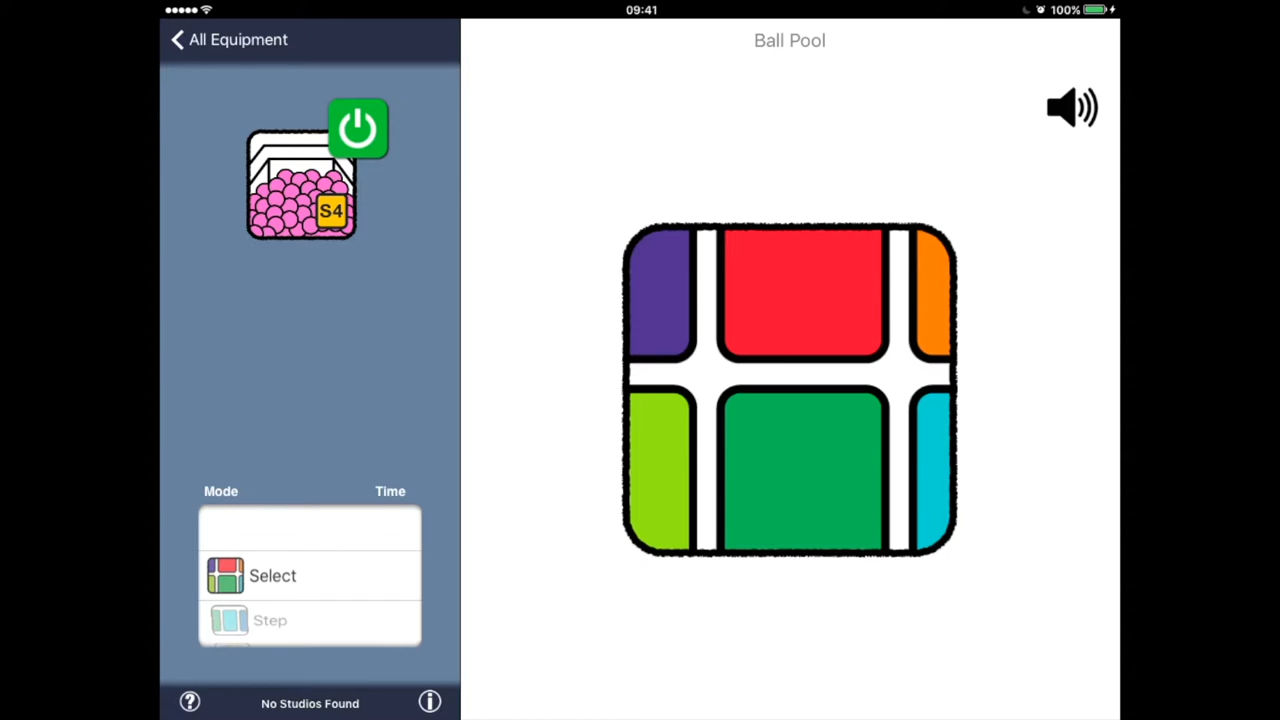 09:41
100%
All Equipment
Ball Pool
S4
Mode Time
Select
Step
No Studios Found